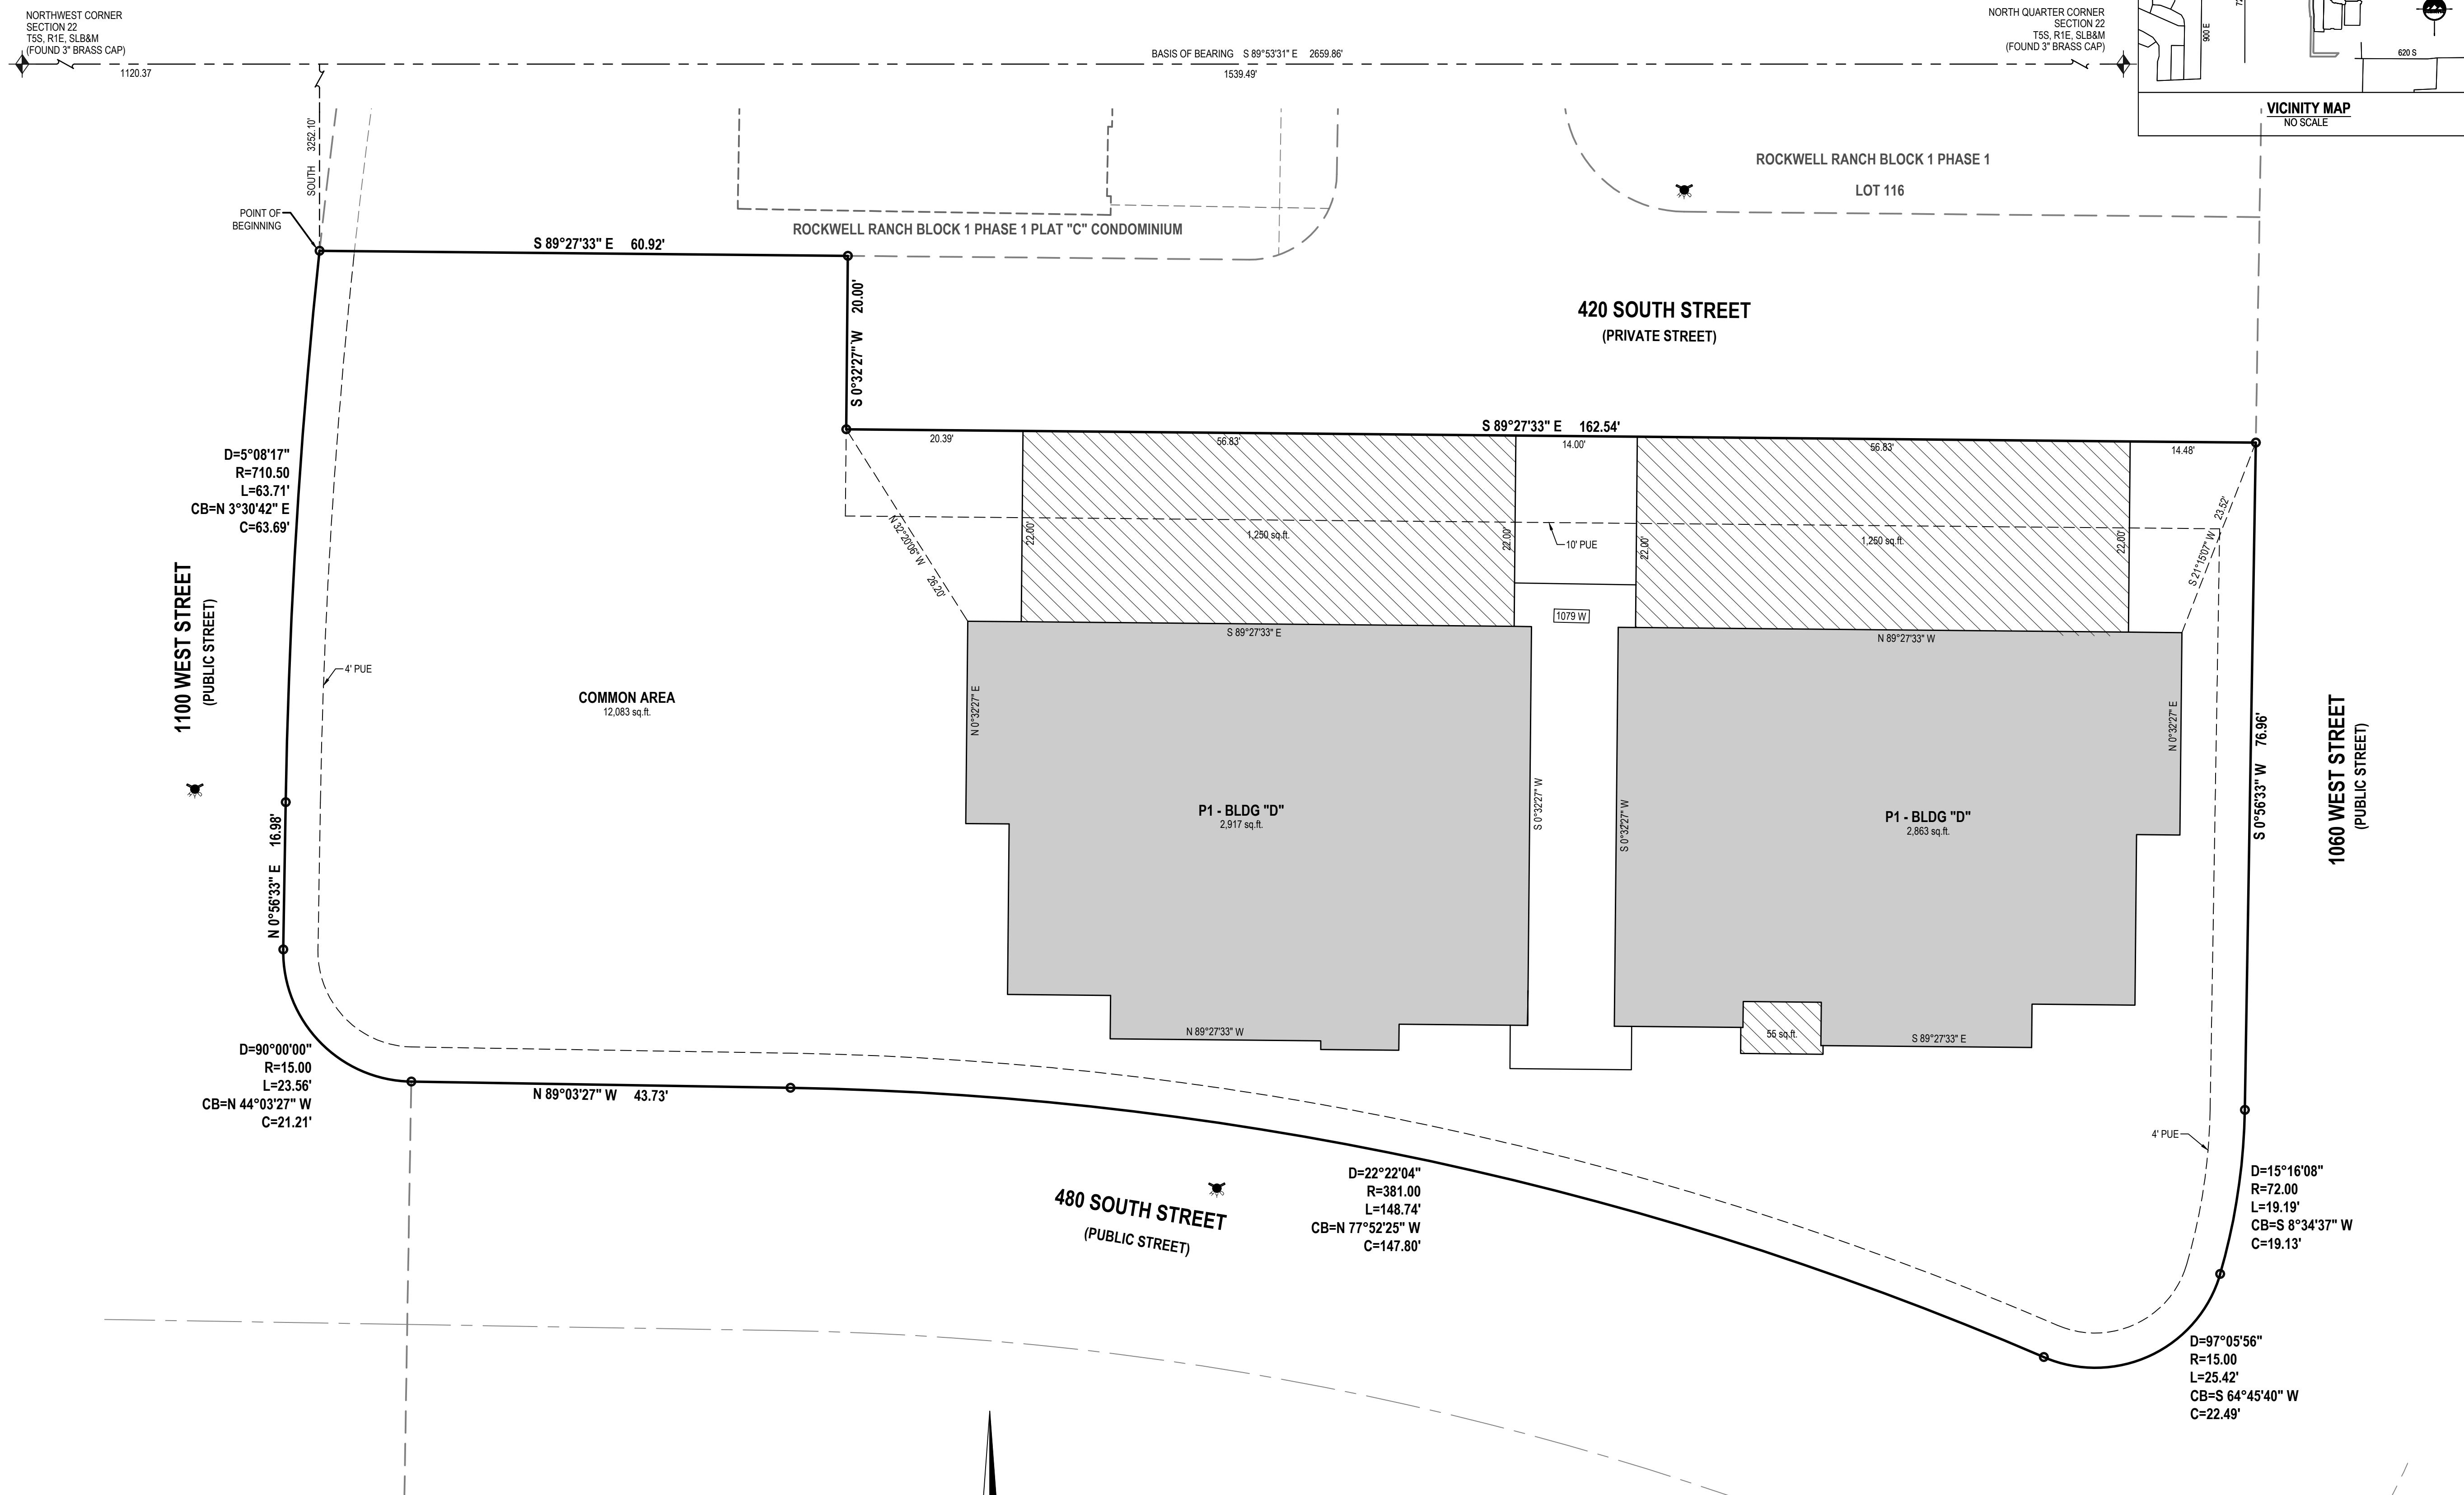 NORTHWEST CORNER
SECTION 22
T5S, R1E, SLB&M
(FOUND 3" BRASS CAP)
1120.37
BASIS OF BEARING S 89°53'31" E 2659.86'
1539.49'
NORTH QUARTER CORNER
SECTION 22
T5S, R1E, SLB&M
(FOUND 3" BRASS CAP)
900 E
620 S
VICINITY MAP
NO SCALE
SOUTH 3252.10'
POINT OF
BEGINNING
ROCKWELL RANCH BLOCK 1 PHASE 1
LOT 116
ROCKWELL RANCH BLOCK 1 PHASE 1 PLAT "C" CONDOMINIUM
S 89°27'33" E 60.92'
S 0°32'27" W 20.00'
420 SOUTH STREET
(PRIVATE STREET)
S 89°27'33" E 162.54'
20.39'
56.83'
14.00'
56.83'
14.48'
D=5°08'17"
R=710.50
L=63.71'
CB=N 3°30'42" E
C=63.69'
N 32°20'06" W 26.20'
22.00'
1,250 sq.ft.
22.00'
10' PUE
22.00'
1,250 sq.ft.
22.00'
S 21°15'07" W 23.52'
1079 W
1100 WEST STREET
(PUBLIC STREET)
4' PUE
COMMON AREA
12,083 sq.ft.
S 89°27'33" E
N 0°32'27" E
P1 - BLDG "D"
2,917 sq.ft.
S 0°32'27" W
N 89°27'33" W
N 89°27'33" W
S 0°32'27" W
P1 - BLDG "D"
2,863 sq.ft.
N 0°32'27" E
55 sq.ft.
S 89°27'33" E
S 0°56'33" W 76.96'
1060 WEST STREET
(PUBLIC STREET)
N 0°56'33" E 16.98'
D=90°00'00"
R=15.00
L=23.56'
CB=N 44°03'27" W
C=21.21'
N 89°03'27" W 43.73'
480 SOUTH STREET
(PUBLIC STREET)
D=22°22'04"
R=381.00
L=148.74'
CB=N 77°52'25" W
C=147.80'
4' PUE
D=15°16'08"
R=72.00
L=19.19'
CB=S 8°34'37" W
C=19.13'
D=97°05'56"
R=15.00
L=25.42'
CB=S 64°45'40" W
C=22.49'